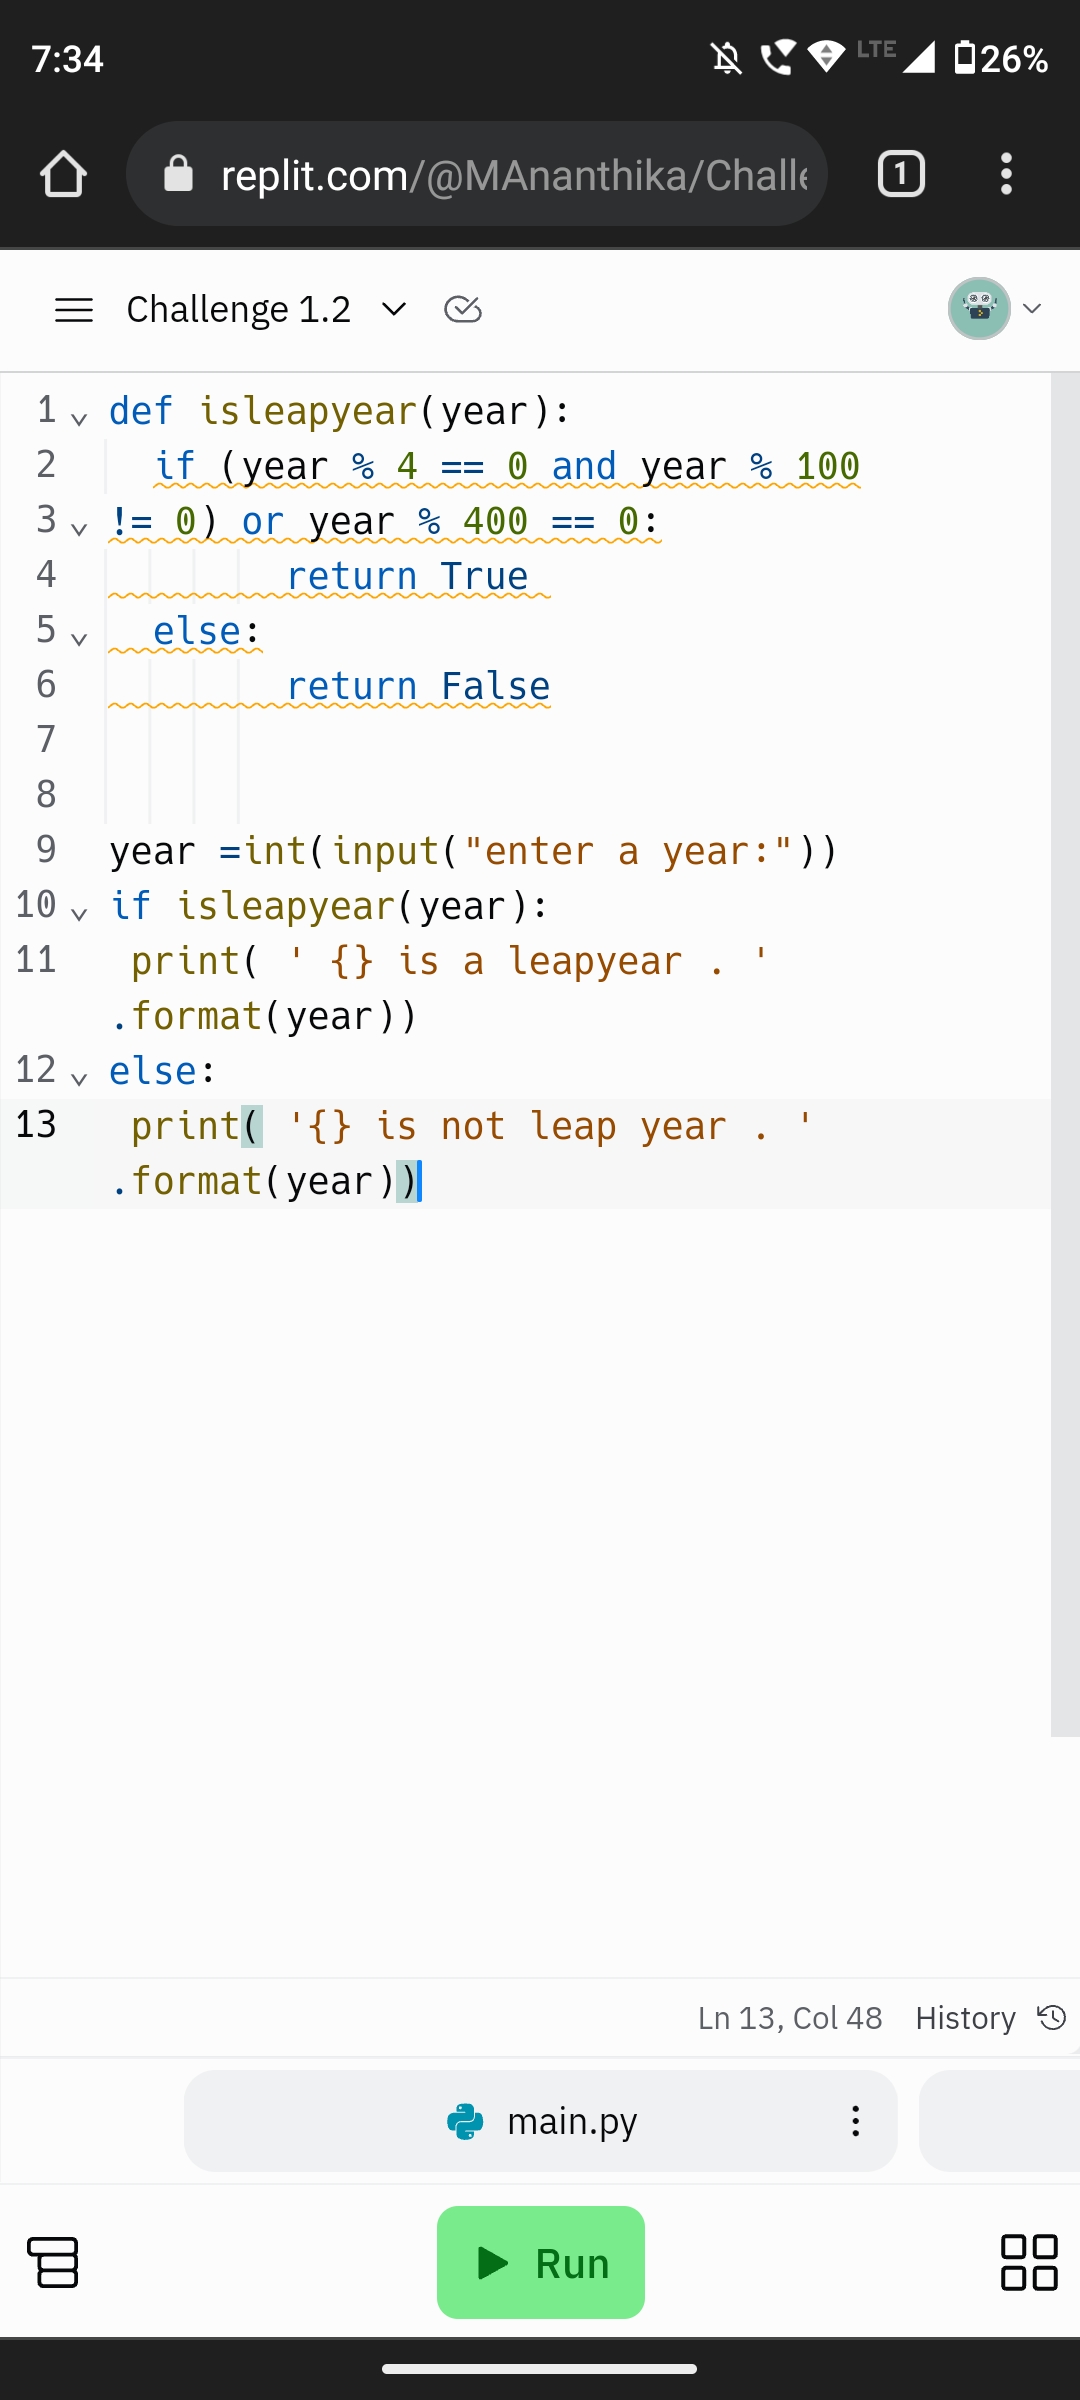 7:34 LTE 26%
replit.com/@MAnanthika/Challe
1
Challenge 1.2
1 def isleapyear(year):
2 if (year % 4 == 0 and year % 100
3 != 0) or year % 400 == 0:
4 return True
5 else:
6 return False
7
8
9 year =int(input("enter a year:"))
10 if isleapyear(year):
11 print( ' {} is a leapyear . '
.format(year))
12 else:
13 print( '{} is not leap year . '
.format(year))
Ln 13, Col 48 History
main.py
Run